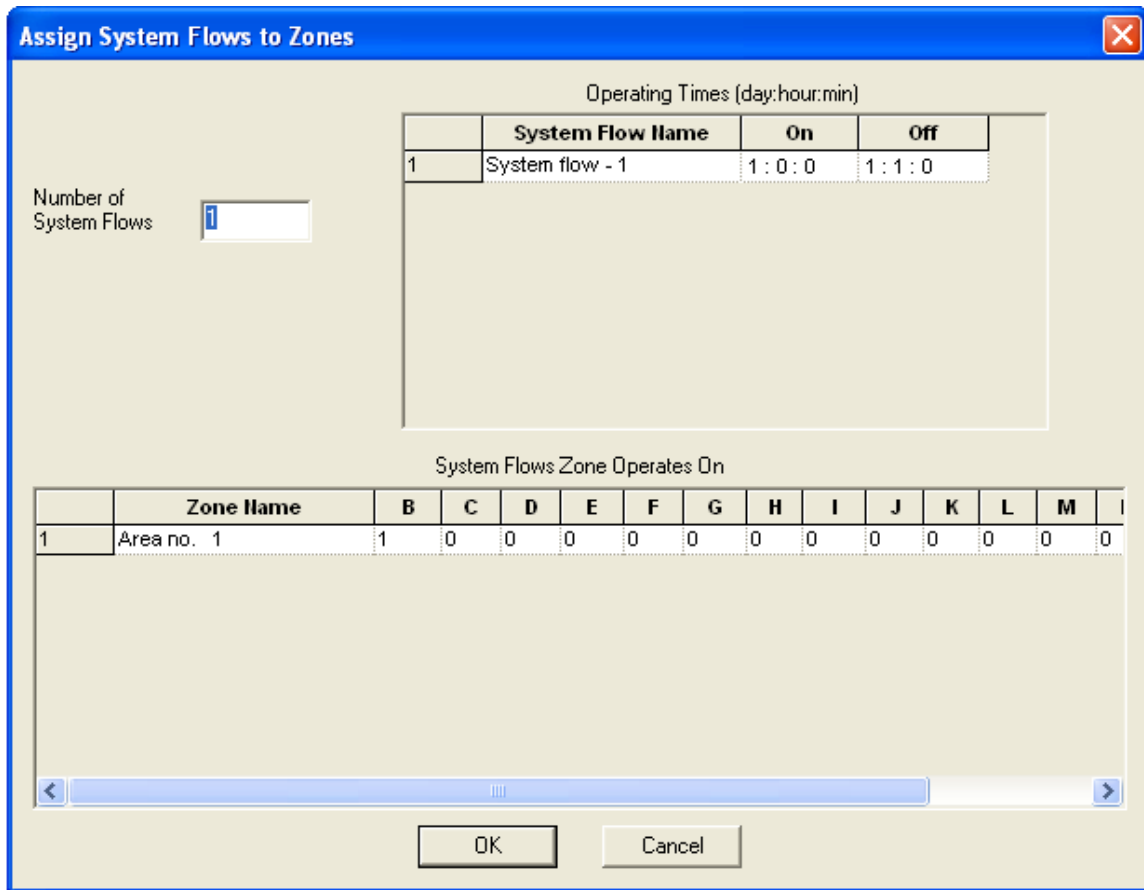 Assign System Flows to Zones
Operating Times (day:hour:min)
System Flow Name On Off
1 System flow - 1 1 : 0 : 0 1 : 1 : 0
Number of
System Flows 1
System Flows Zone Operates On
Zone Name B C D E F G H I J K L M
1 Area no. 1 1 0 0 0 0 0 0 0 0 0 0 0 0
OK Cancel